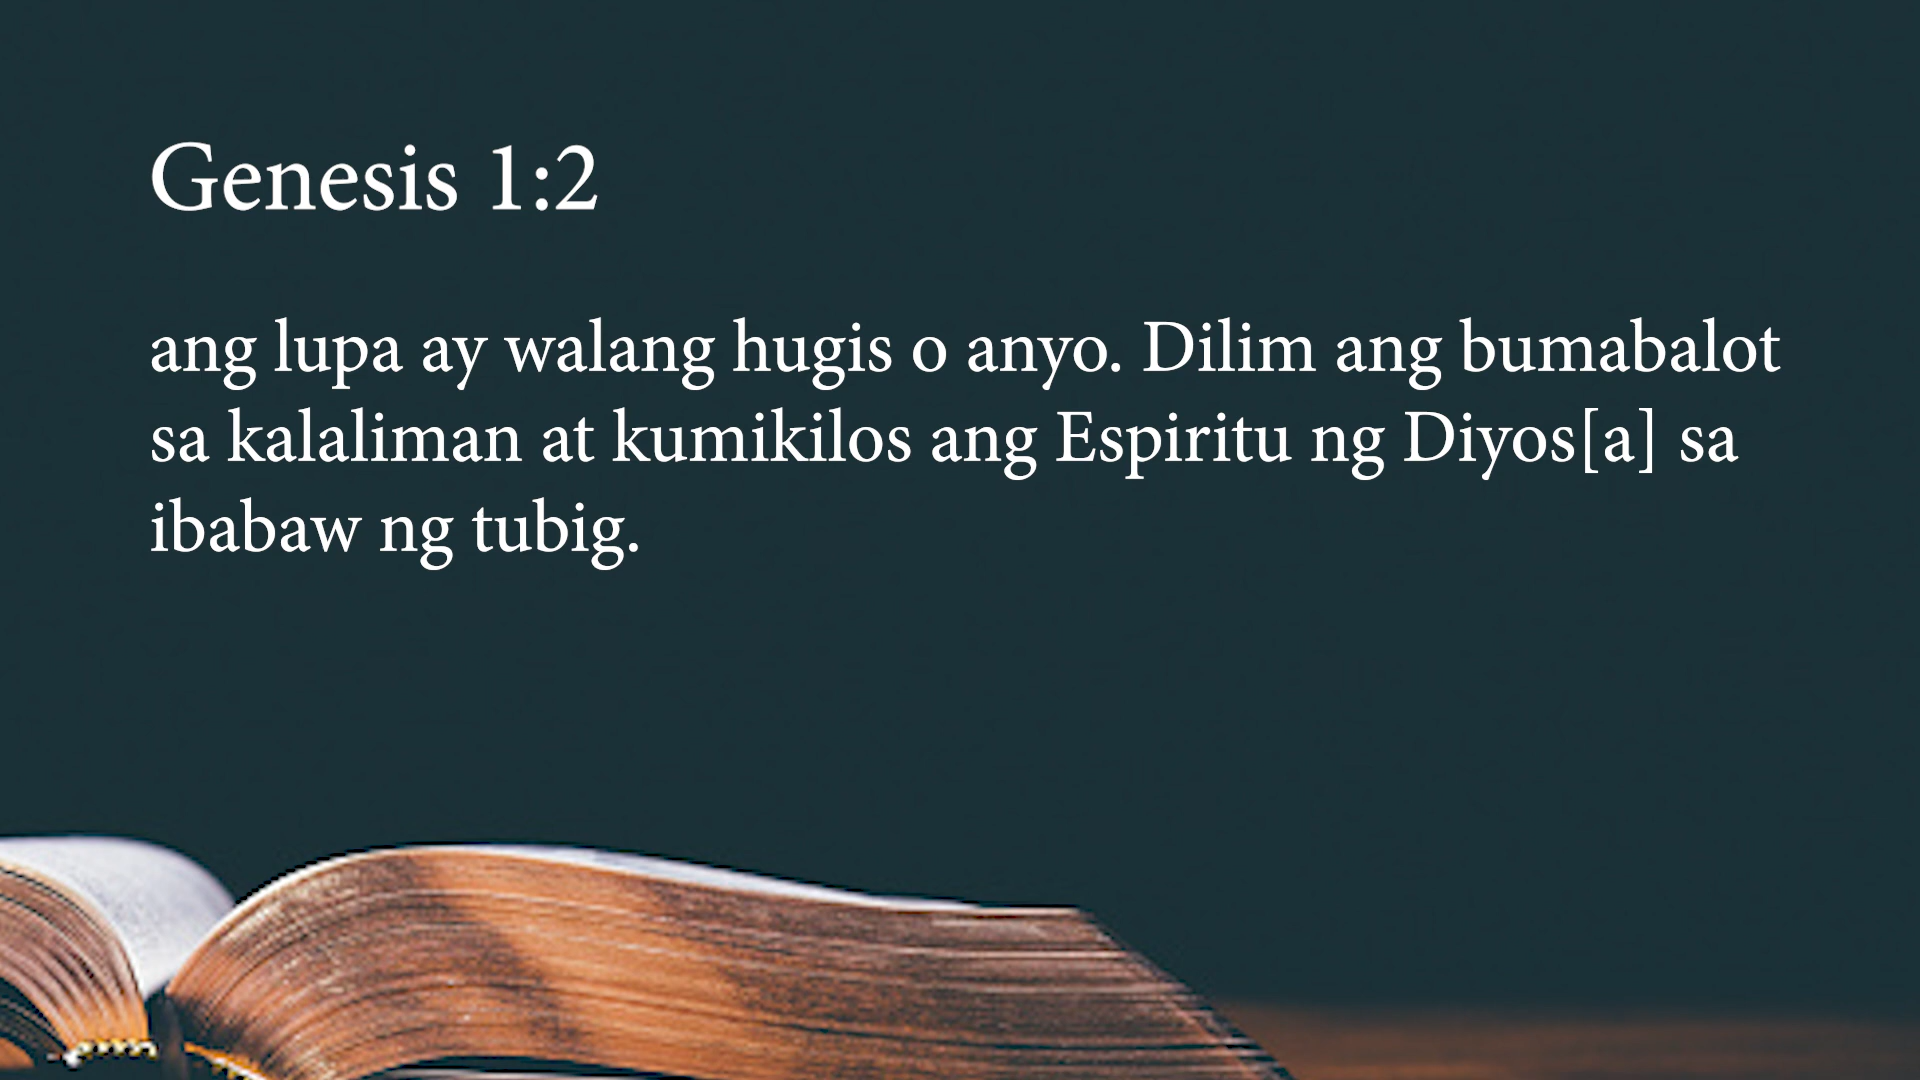 Genesis 1:2
ang lupa ay walang hugis o anyo. Dilim ang bumabalot
sa kalaliman at kumikilos ang Espiritu ng Diyos[a] sa
ibabaw ng tubig.